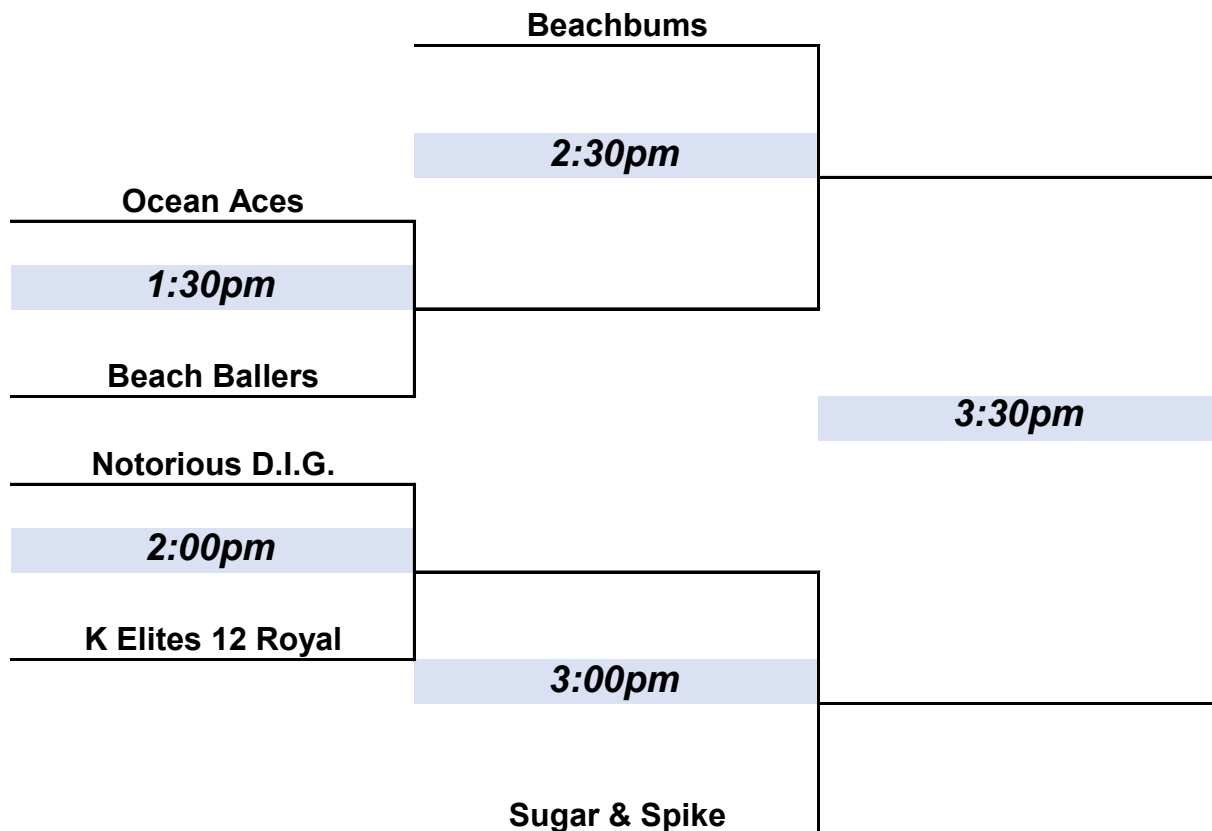 Beachbums
2:30pm
Ocean Aces
1:30pm
Beach Ballers
3:30pm
Notorious D.I.G.
2:00pm
K Elites 12 Royal
3:00pm
Sugar & Spike